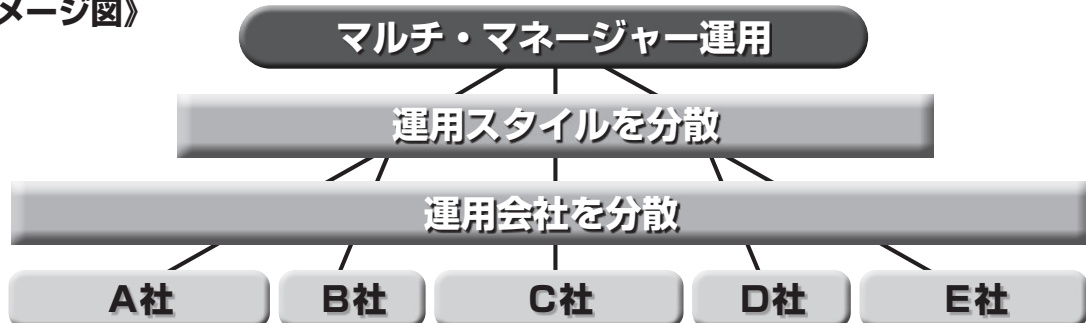 メージ図》
マルチ・マネージャー運用
運用スタイルを分散
運用会社を分散
A社
B社
C社
D社
E社